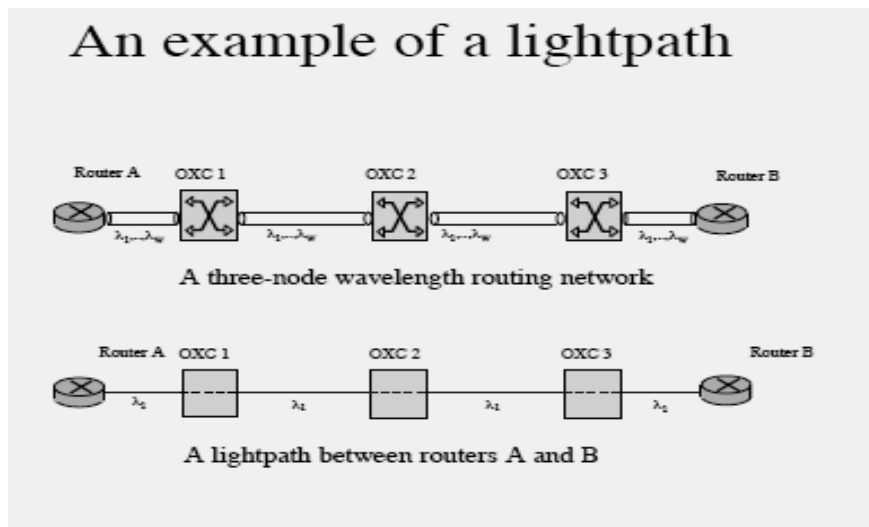 An example of a lightpath
Router A OXC 1 OXC 2 OXC 3 Router B
λ1,...λw λ1,...λw λ1,...λw λ1,...λw
A three-node wavelength routing network
Router A OXC 1 OXC 2 OXC 3 Router B
λ1 λ1 λ1 λ1
A lightpath between routers A and B